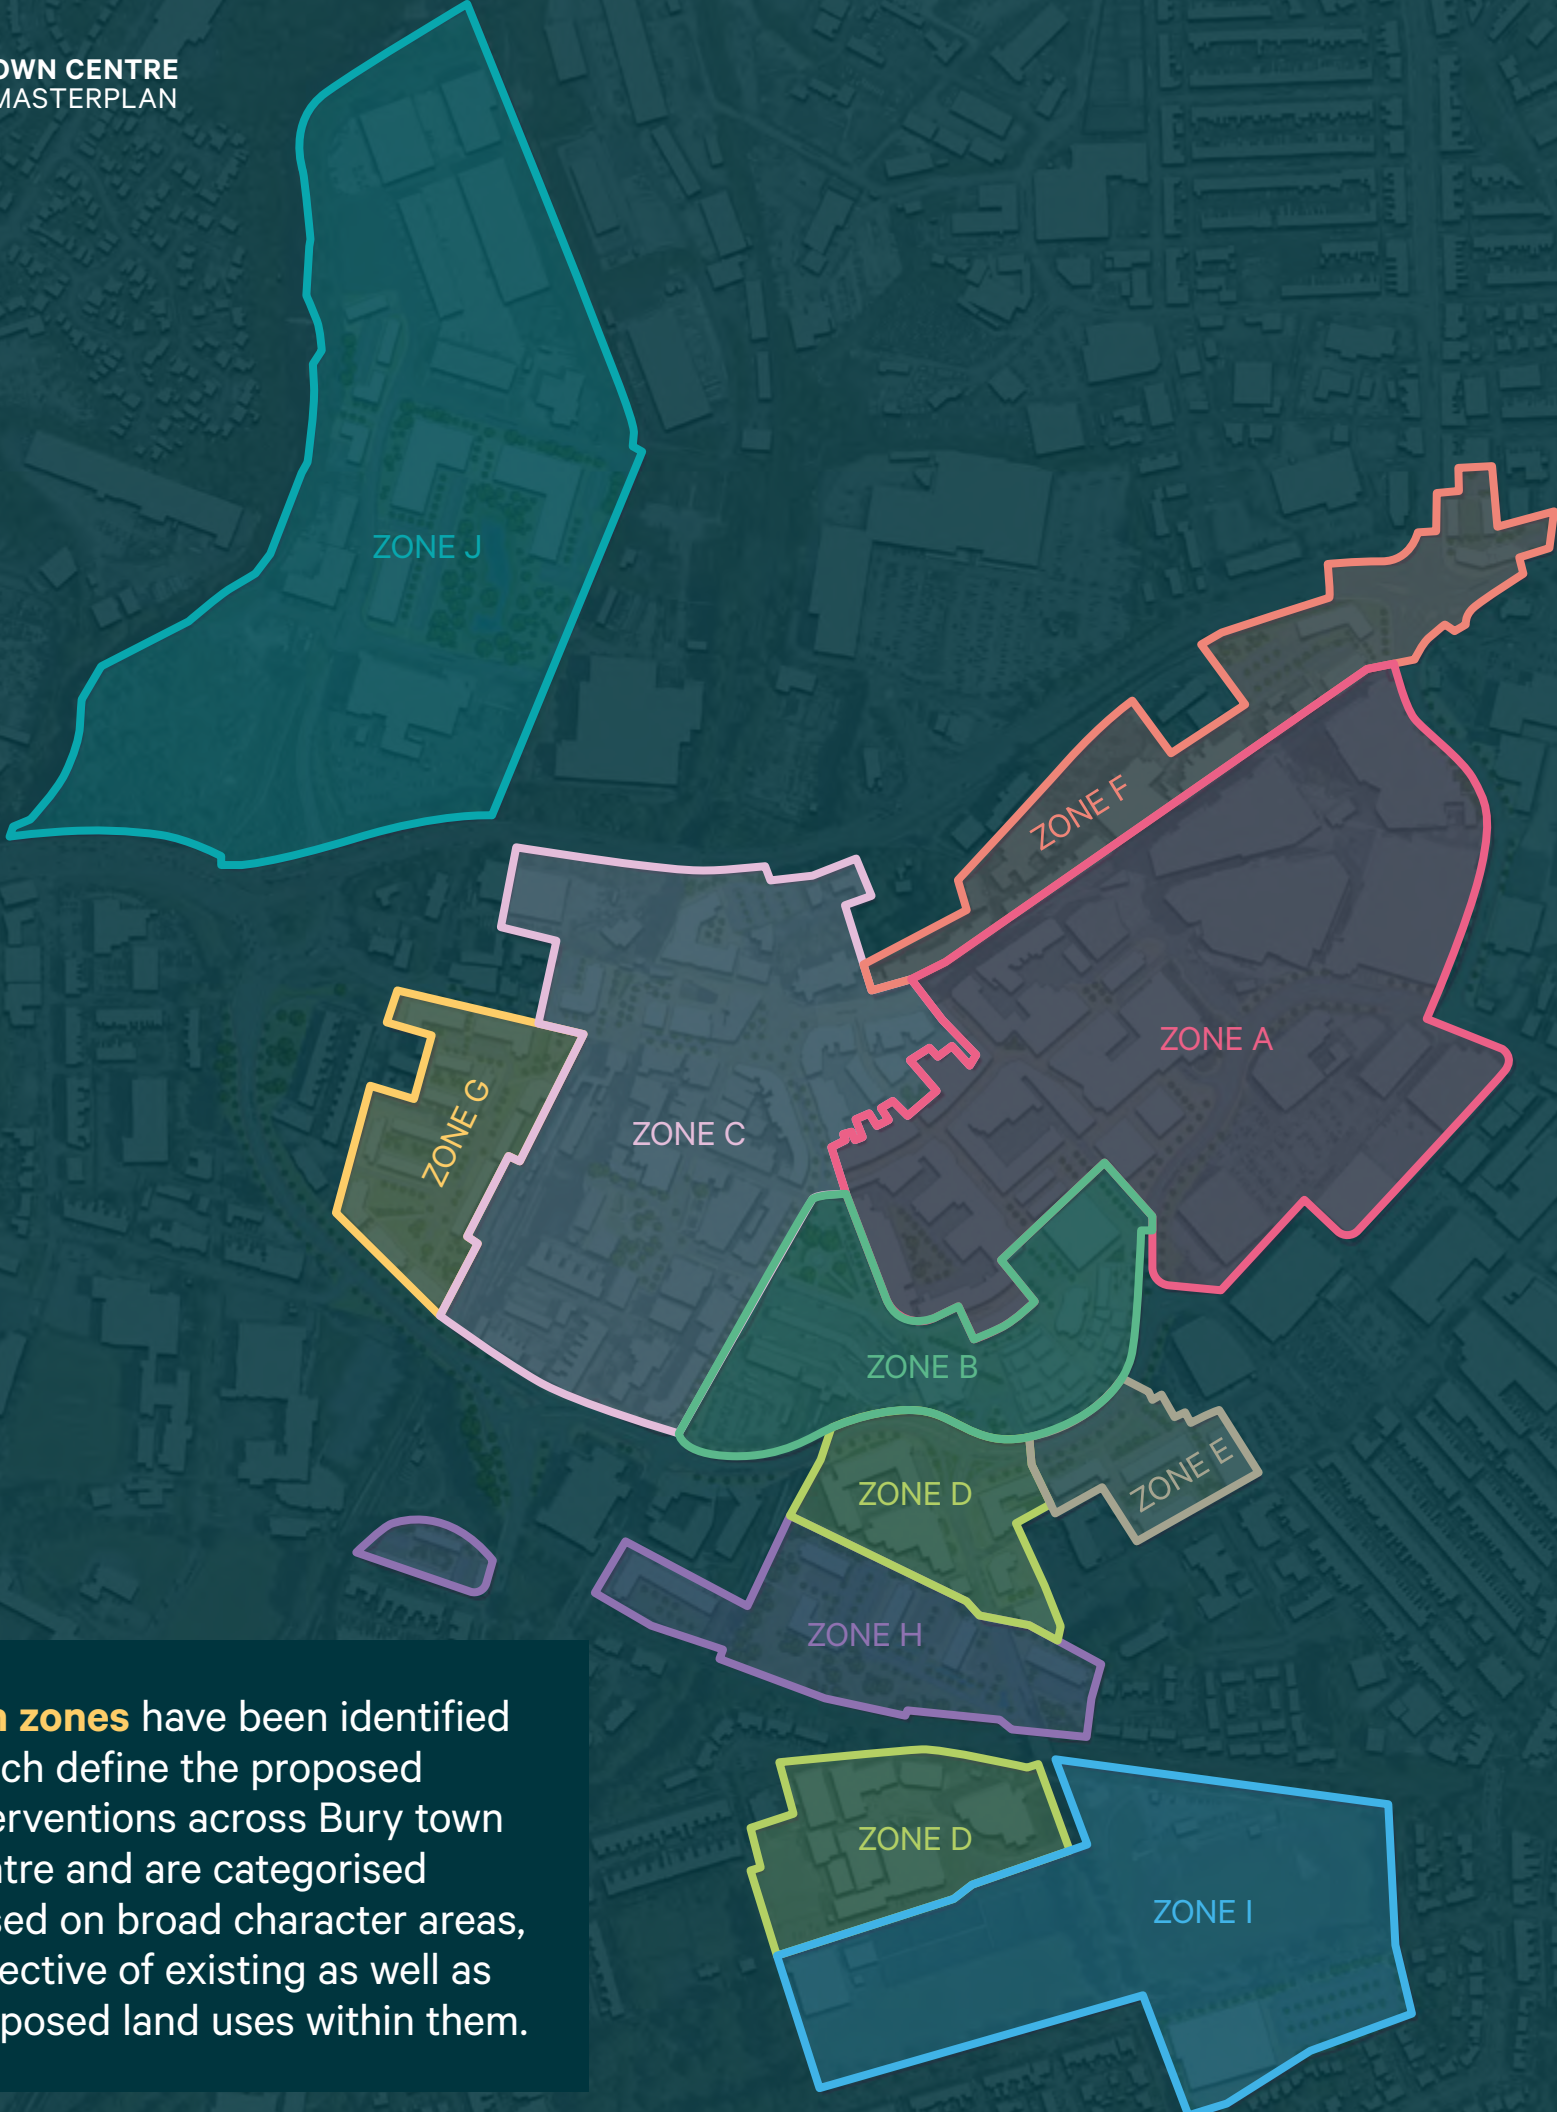 OWN CENTRE
MASTERPLAN
ZONE J
ZONE F
ZONE A
ZONE G
ZONE C
ZONE B
ZONE E
ZONE D
ZONE H
ZONE D
ZONE I
n zones have been identified
ch define the proposed
erventions across Bury town
ntre and are categorised
sed on broad character areas,
ective of existing as well as
posed land uses within them.